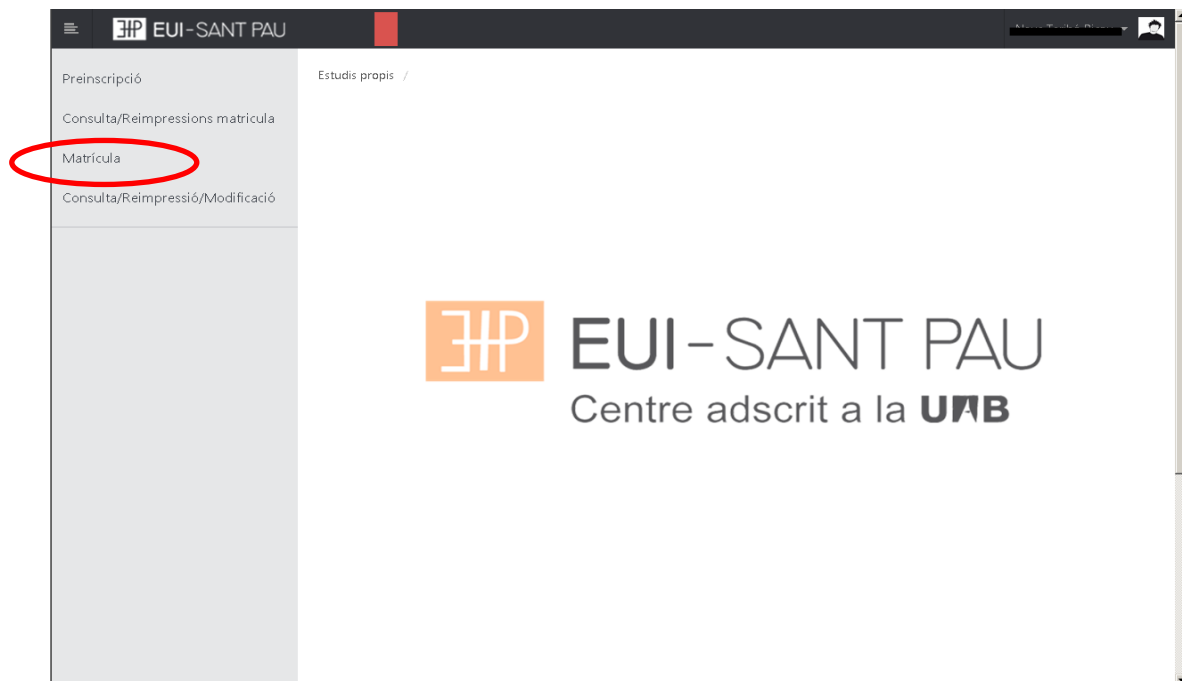 EUI-SANT PAU
Preinscripció
Estudis propis /
Consulta/Reimpressions matricula
Matrícula
Consulta/Reimpressió/Modificació
EUI-SANT PAU
Centre adscrit a la UAB